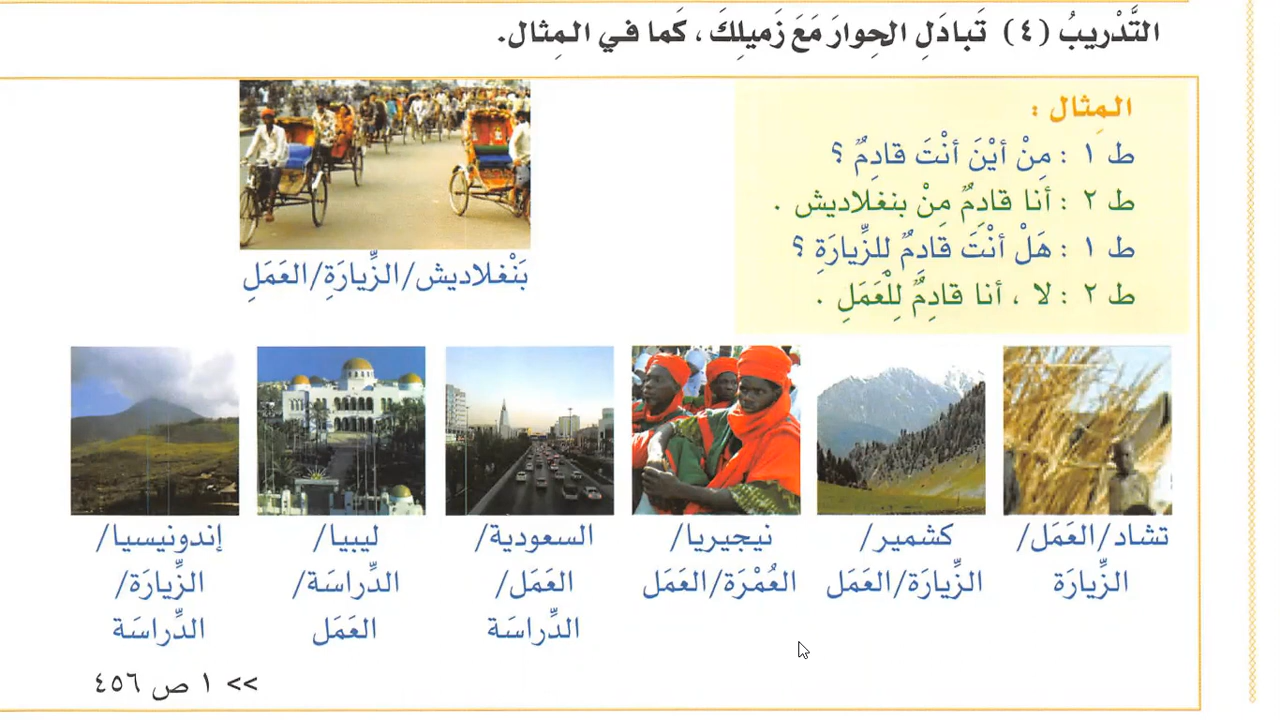 التَّدْريبُ (٤) تَبادَلِ الحِوارَ مَعَ زَميلِكَ ، كَما في المِثال.
المِثال :
ط ١ : مِنْ أيْنَ أنْتَ قادِمٌ ؟
ط ٢ : أنا قادِمٌ مِنْ بنغلاديش .
ط ١ : هَلْ أنْتَ قَادِمٌ للزِّيارَةِ ؟
ط ٢ : لا ، أنا قادِمٌ لِلْعَمَلِ .
بَنْغلاديش/الزِّيارَةِ/العَمَلِ
تشاد/العَمَل/
الزِّيارَة
كشمير/
الزِّيارَة/العَمَل
نيجيريا/
العُمْرَة/العَمَل
السعودية/
العَمَل/
الدِّراسَة
ليبيا/
الدِّراسَة/
العَمَل
إندونيسيا/
الزِّيارَة/
الدِّراسَة
>> ١ ص ٤٥٦